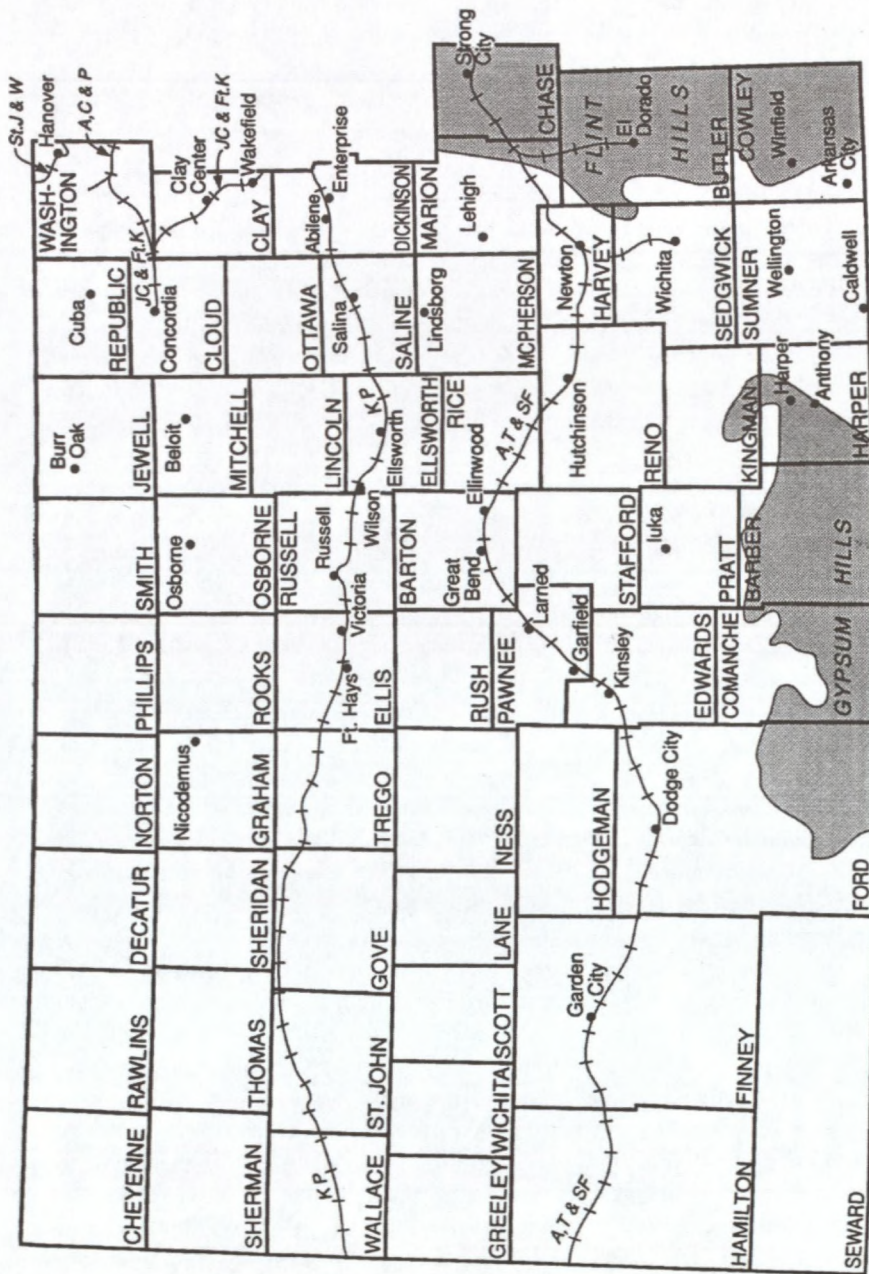 St.J & W
Hanover
A,C & P
WASH-
INGTON
Clay
Center
JC & Ft.K
Wakefield
CLAY
Abilene
Enterprise
DICKINSON
MARION
Lehigh
Strong
City
CHASE
FLINT
HILLS
El
Dorado
BUTLER
COWLEY
Winfield
Arkansas
City
Cuba
REPUBLIC
JC & Ft.K
Concordia
CLOUD
OTTAWA
Salina
SALINE
Lindsborg
MCPHERSON
Newton
HARVEY
Wichita
SEDGWICK
SUMNER
Wellington
Caldwell
Burr
Oak
JEWELL
Beloit
MITCHELL
LINCOLN
KP
Ellsworth
ELLSWORTH
RICE
A,T & SF
Hutchinson
RENO
KINGMAN
Harper
Anthony
HARPER
SMITH
Osborne
OSBORNE
RUSSELL
Russell
Wilson
BARTON
Great
Bend
Ellinwood
STAFFORD
Iuka
PRATT
BARBER
GYPSUM HILLS
PHILLIPS
ROOKS
Victoria
Ft. Hays
ELLIS
RUSH
PAWNEE
Larned
Garfield
Kinsley
EDWARDS
COMANCHE
NORTON
Nicodemus
GRAHAM
TREGO
NESS
HODGEMAN
Dodge City
FORD
DECATUR
SHERIDAN
GOVE
LANE
Garden
City
RAWLINS
THOMAS
ST. JOHN
SCOTT
FINNEY
CHEYENNE
SHERMAN
KP
WALLACE
GREELEY
WICHITA
A,T & SF
HAMILTON
SEWARD